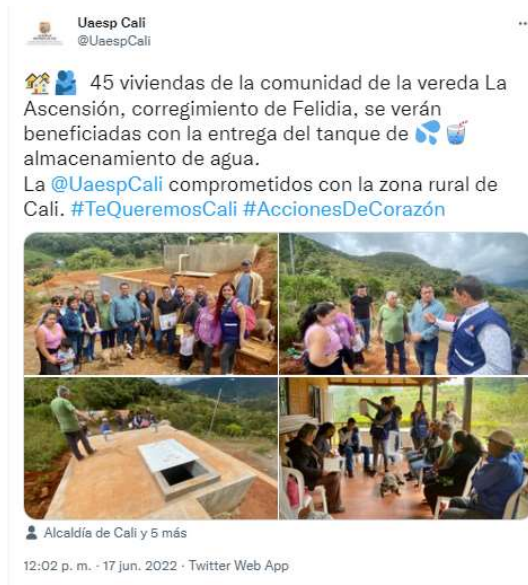 Uaesp Cali
@UaespCali
45 viviendas de la comunidad de la vereda La
Ascensión, corregimiento de Felidia, se verán
beneficiadas con la entrega del tanque de
almacenamiento de agua.
La @UaespCali comprometidos con la zona rural de
Cali. #TeQueremosCali #AccionesDeCorazón
Alcaldía de Cali y 5 más
12:02 p. m. · 17 jun. 2022 · Twitter Web App